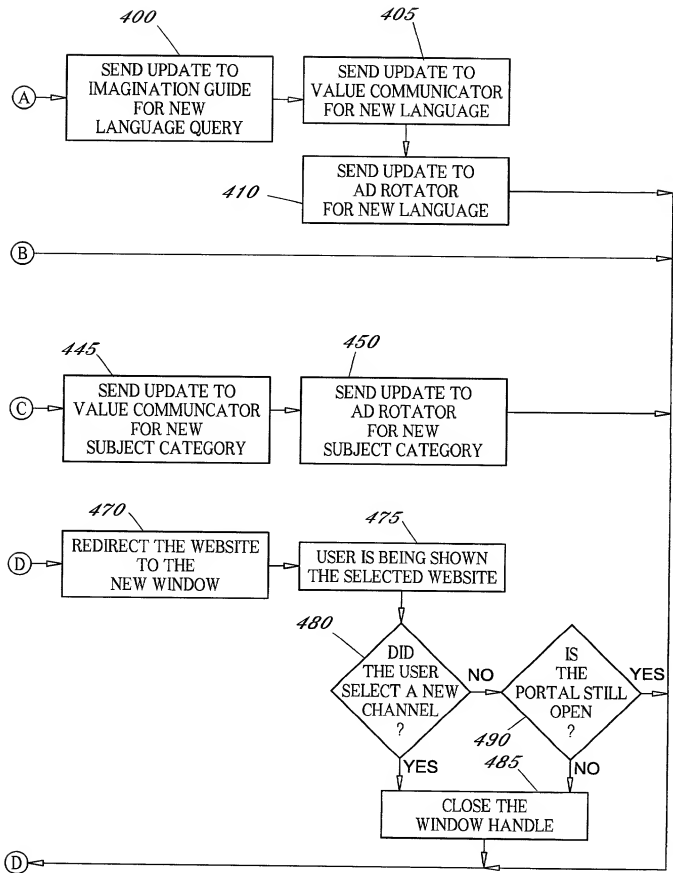 400
405
A
SEND UPDATE TO
IMAGINATION GUIDE
FOR NEW
LANGUAGE QUERY
SEND UPDATE TO
VALUE COMMUNICATOR
FOR NEW LANGUAGE
410
SEND UPDATE TO
AD ROTATOR
FOR NEW LANGUAGE
B
445
450
C
SEND UPDATE TO
VALUE COMMUNCATOR
FOR NEW
SUBJECT CATEGORY
SEND UPDATE TO
AD ROTATOR
FOR NEW
SUBJECT CATEGORY
470
475
D
REDIRECT THE WEBSITE
TO THE
NEW WINDOW
USER IS BEING SHOWN
THE SELECTED WEBSITE
480
DID
THE USER
SELECT A NEW
CHANNEL
?
NO
IS
THE
PORTAL STILL
OPEN
?
YES
490
YES
485
NO
CLOSE THE
WINDOW HANDLE
D